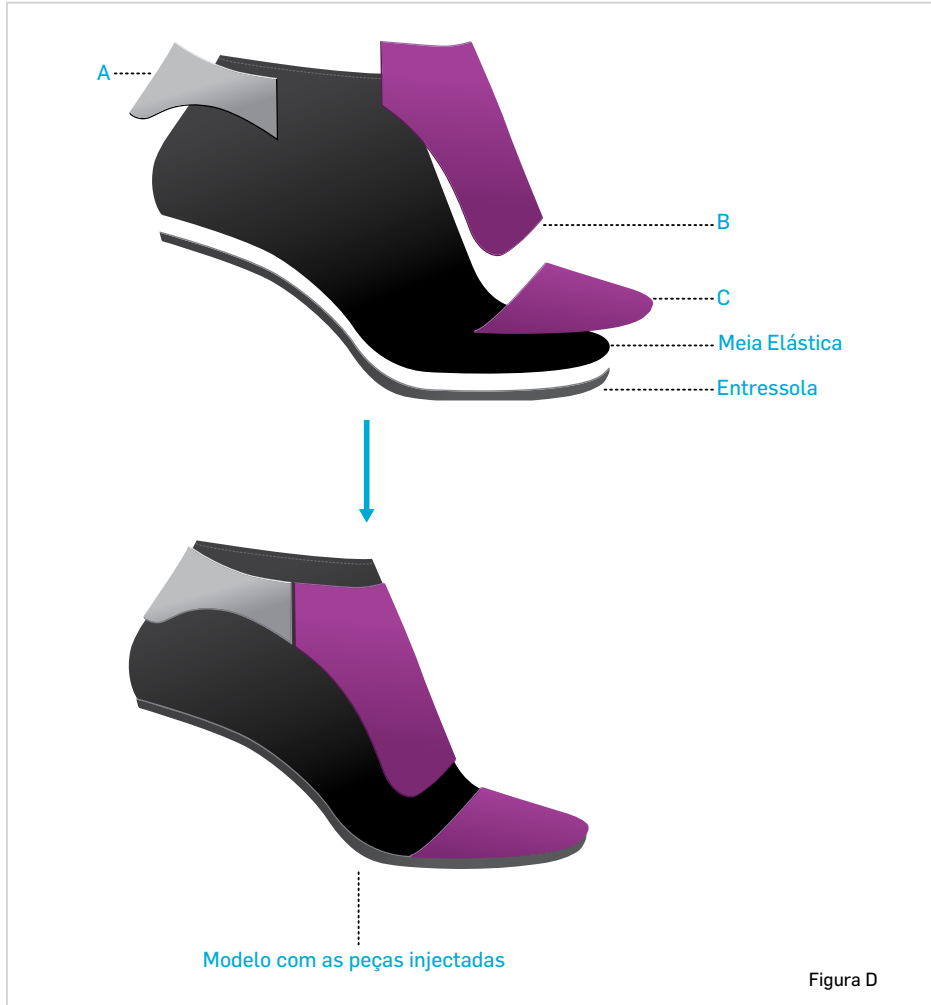 A
B
C
Meia Elástica
Entressola
Modelo com as peças injectadas
Figura D